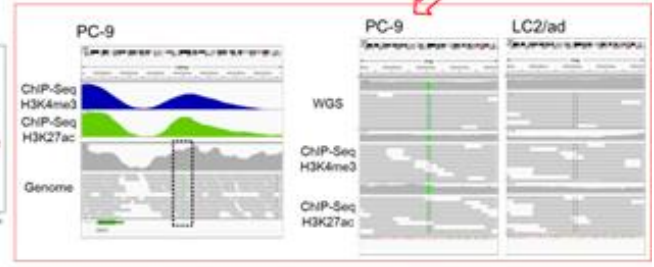 PC-9
ChIP-Seq
H3K4me3
ChIP-Seq
H3K27ac
Genome
PC-9
LC2/ad
WGS
ChIP-Seq
H3K4me3
ChIP-Seq
H3K27ac